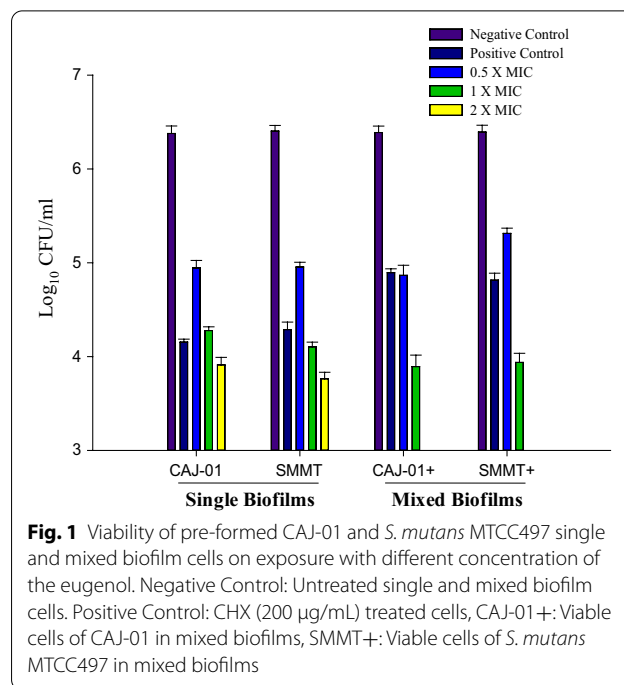 Negative Control
Positive Control
0.5 X MIC
1 X MIC
2 X MIC
7
6
5
4
3
Log10 CFU/ml
CAJ-01 SMMT CAJ-01+ SMMT+
Single Biofilms Mixed Biofilms
Fig. 1 Viability of pre-formed CAJ-01 and S. mutans MTCC497 single
and mixed biofilm cells on exposure with different concentration of
the eugenol. Negative Control: Untreated single and mixed biofilm
cells. Positive Control: CHX (200 µg/mL) treated cells, CAJ-01+: Viable
cells of CAJ-01 in mixed biofilms, SMMT+: Viable cells of S. mutans
MTCC497 in mixed biofilms